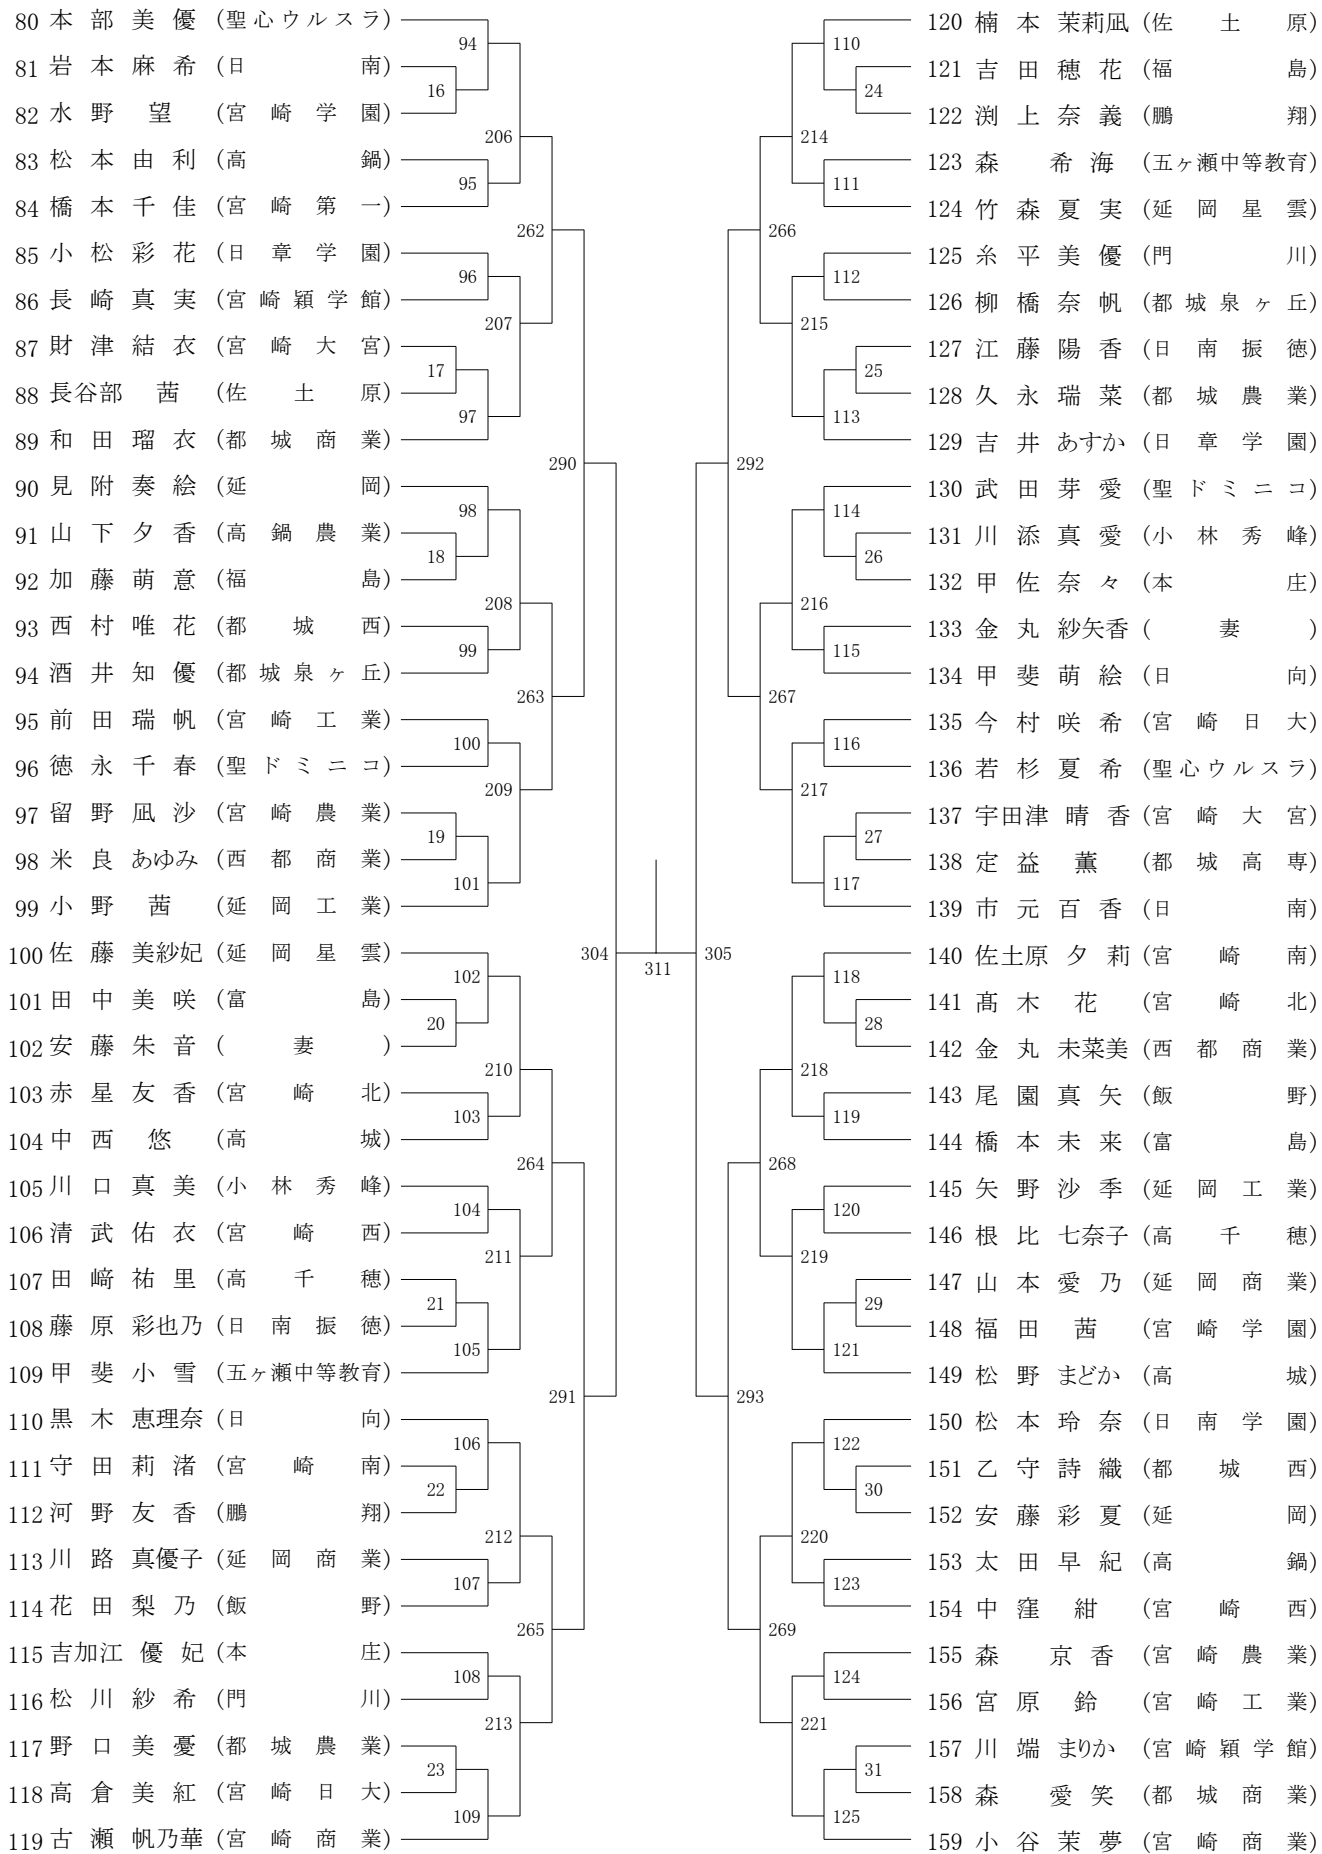 80 本部美優 (聖心ウルスラ)
81 岩本麻希 (日南)
82 水野望 (宮崎学園)
83 松本由利 (高鍋)
84 橋本千佳 (宮崎第一)
85 小松彩花 (日章学園)
86 長崎真実 (宮崎穎学館)
87 財津結衣 (宮崎大宮)
88 長谷部茜 (佐土原)
89 和田瑠衣 (都城商業)
90 見附奏絵 (延岡)
91 山下夕香 (高鍋農業)
92 加藤萌意 (福島)
93 西村唯花 (都城西)
94 酒井知優 (都城泉ヶ丘)
95 前田瑞帆 (宮崎工業)
96 徳永千春 (聖ドミニコ)
97 留野凪沙 (宮崎農業)
98 米良あゆみ (西都商業)
99 小野茜 (延岡工業)
100 佐藤美紗妃 (延岡星雲)
101 田中美咲 (富島)
102 安藤朱音 (妻)
103 赤星友香 (宮崎北)
104 中西悠 (高城)
105 川口真美 (小林秀峰)
106 清武佑衣 (宮崎西)
107 田﨑祐里 (高千穂)
108 藤原彩也乃 (日南振徳)
109 甲斐小雪 (五ヶ瀬中等教育)
110 黒木恵理奈 (日向)
111 守田莉渚 (宮崎南)
112 河野友香 (鵬翔)
113 川路真優子 (延岡商業)
114 花田梨乃 (飯野)
115 吉加江優妃 (本庄)
116 松川紗希 (門川)
117 野口美憂 (都城農業)
118 高倉美紅 (宮崎日大)
119 古瀬帆乃華 (宮崎商業)
94
16
206
95
262
96
207
17
97
290
98
18
208
99
263
100
209
19
101
304
102
20
210
103
264
104
211
21
105
291
106
22
212
107
265
108
213
23
109
311
305
110
24
214
111
266
112
215
25
113
292
114
26
216
115
267
116
217
27
117
118
28
218
119
268
120
219
29
121
293
122
30
220
123
269
124
221
31
125
120 楠本茉莉凪 (佐土原)
121 吉田穂花 (福島)
122 渕上奈義 (鵬翔)
123 森希海 (五ヶ瀬中等教育)
124 竹森夏実 (延岡星雲)
125 糸平美優 (門川)
126 柳橋奈帆 (都城泉ヶ丘)
127 江藤陽香 (日南振徳)
128 久永瑞菜 (都城農業)
129 吉井あすか (日章学園)
130 武田芽愛 (聖ドミニコ)
131 川添真愛 (小林秀峰)
132 甲佐奈々 (本庄)
133 金丸紗矢香 (妻)
134 甲斐萌絵 (日向)
135 今村咲希 (宮崎日大)
136 若杉夏希 (聖心ウルスラ)
137 宇田津晴香 (宮崎大宮)
138 定益薫 (都城高専)
139 市元百香 (日南)
140 佐土原夕莉 (宮崎南)
141 髙木花 (宮崎北)
142 金丸未菜美 (西都商業)
143 尾園真矢 (飯野)
144 橋本未来 (富島)
145 矢野沙季 (延岡工業)
146 根比七奈子 (高千穂)
147 山本愛乃 (延岡商業)
148 福田茜 (宮崎学園)
149 松野まどか (高城)
150 松本玲奈 (日南学園)
151 乙守詩織 (都城西)
152 安藤彩夏 (延岡)
153 太田早紀 (高鍋)
154 中窪紺 (宮崎西)
155 森京香 (宮崎農業)
156 宮原鈴 (宮崎工業)
157 川端まりか (宮崎穎学館)
158 森愛笑 (都城商業)
159 小谷茉夢 (宮崎商業)